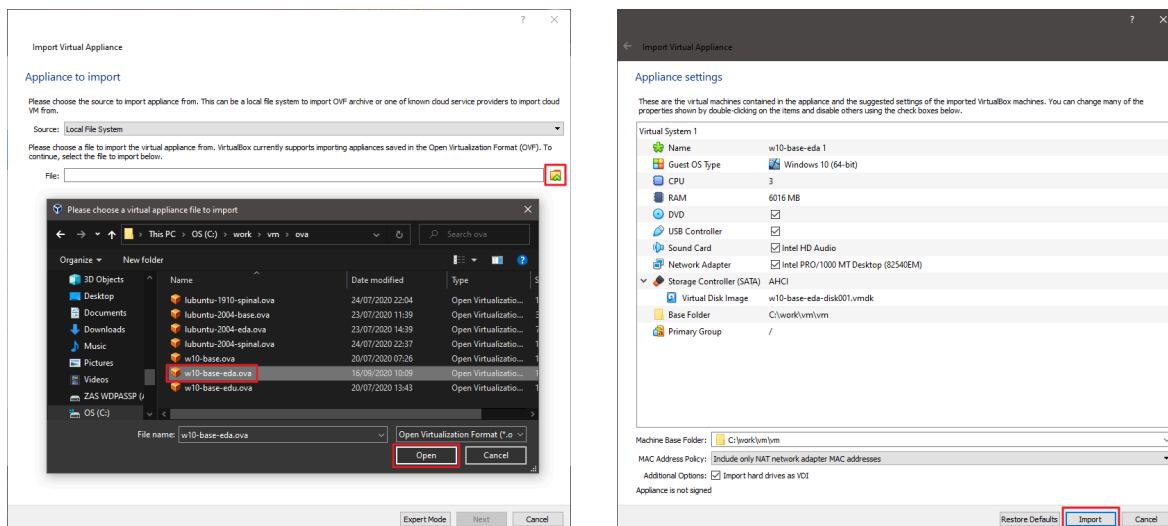 Import Virtual Appliance
Appliance to import
Please choose the source to import appliance from. This can be a local file system to import OVF archive or one of known cloud service providers to import cloud
VM from.
Source: Local File System
Please choose a file to import the virtual appliance from. VirtualBox currently supports importing appliances saved in the Open Virtualization Format (OVF). To
continue, select the file to import below.
File:
Please choose a virtual appliance file to import
This PC › OS (C:) › work › vm › ova
Search ova
Organize
New folder
3D Objects
Desktop
Documents
Downloads
Music
Pictures
Videos
ZAS WDPASSP (
OS (C:)
Name Date modified Type S
lubuntu-1910-spinal.ova 24/07/2020 22:04 Open Virtualizatio... 1
lubuntu-2004-base.ova 23/07/2020 11:39 Open Virtualizatio...
lubuntu-2004-eda.ova 23/07/2020 14:39 Open Virtualizatio...
lubuntu-2004-spinal.ova 24/07/2020 22:37 Open Virtualizatio... 1
w10-base.ova 20/07/2020 07:26 Open Virtualizatio...
w10-base-eda.ova 16/09/2020 10:09 Open Virtualizatio... 1
w10-base-edu.ova 20/07/2020 13:43 Open Virtualizatio... 1
File name: w10-base-eda.ova
Open Virtualization Format (*.o
Open Cancel
Expert Mode Next Cancel
Import Virtual Appliance
Appliance settings
These are the virtual machines contained in the appliance and the suggested settings of the imported VirtualBox machines. You can change many of the
properties shown by double-clicking on the items and disable others using the check boxes below.
Virtual System 1
Name w10-base-eda 1
Guest OS Type Windows 10 (64-bit)
CPU 3
RAM 6016 MB
DVD
USB Controller
Sound Card Intel HD Audio
Network Adapter Intel PRO/1000 MT Desktop (82540EM)
Storage Controller (SATA) AHCI
Virtual Disk Image w10-base-eda-disk001.vmdk
Base Folder C:\work\vm\vm
Primary Group /
Machine Base Folder: C:\work\vm\vm
MAC Address Policy: Include only NAT network adapter MAC addresses
Additional Options: Import hard drives as VDI
Appliance is not signed
Restore Defaults Import Cancel